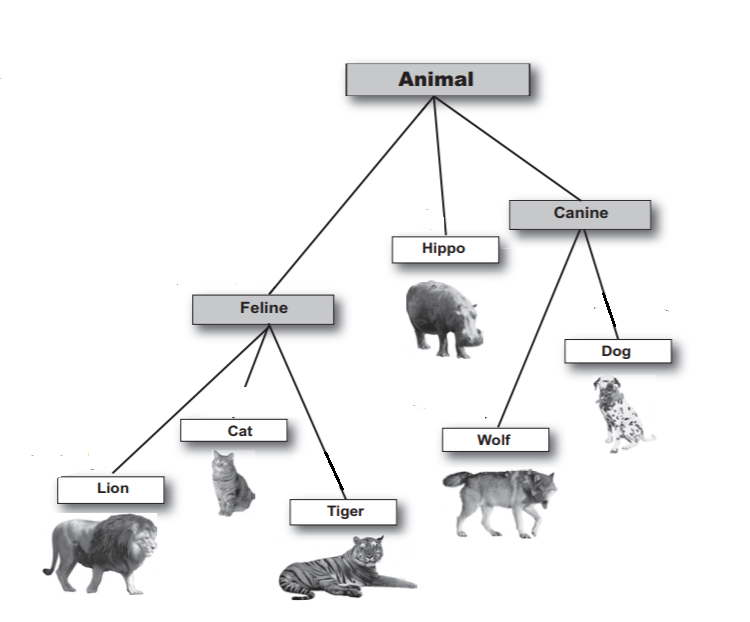 Animal
Canine
Hippo
Feline
Dog
Cat
Wolf
Lion
Tiger